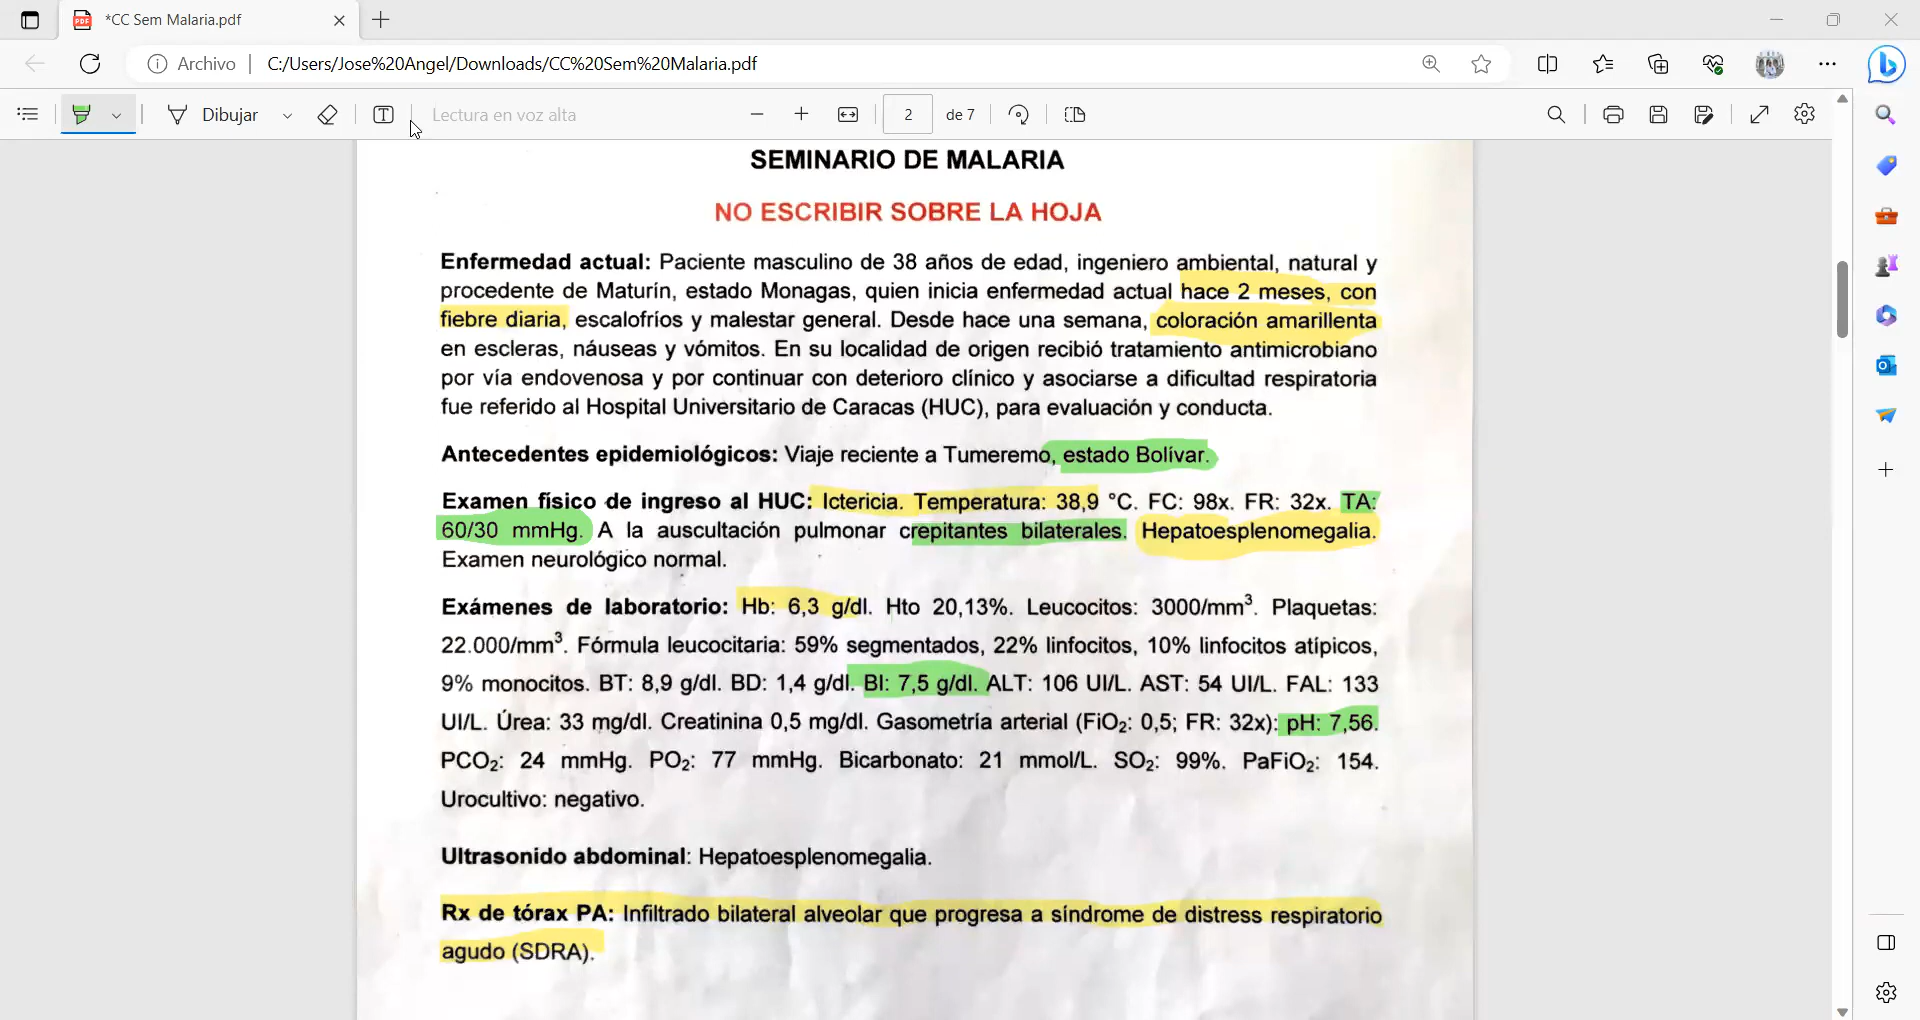 *CC Sem Malaria.pdf
Archivo
C:/Users/Jose%20Angel/Downloads/CC%20Sem%20Malaria.pdf
Dibujar
Lectura en voz alta
2
de 7
SEMINARIO DE MALARIA
NO ESCRIBIR SOBRE LA HOJA
Enfermedad actual: Paciente masculino de 38 años de edad, ingeniero ambiental, natural y
procedente de Maturín, estado Monagas, quien inicia enfermedad actual hace 2 meses, con
fiebre diaria, escalofríos y malestar general. Desde hace una semana, coloración amarillenta
en escleras, náuseas y vómitos. En su localidad de origen recibió tratamiento antimicrobiano
por vía endovenosa y por continuar con deterioro clínico y asociarse a dificultad respiratoria
fue referido al Hospital Universitario de Caracas (HUC), para evaluación y conducta.
Antecedentes epidemiológicos: Viaje reciente a Tumeremo, estado Bolívar.
Examen físico de ingreso al HUC: Ictericia. Temperatura: 38,9 °C. FC: 98x. FR: 32x. TA:
60/30 mmHg. A la auscultación pulmonar crepitantes bilaterales. Hepatoesplenomegalia.
Examen neurológico normal.
Exámenes de laboratorio: Hb: 6,3 g/dl. Hto 20,13%. Leucocitos: 3000/mm³. Plaquetas:
22.000/mm³. Fórmula leucocitaria: 59% segmentados, 22% linfocitos, 10% linfocitos atípicos,
9% monocitos. BT: 8,9 g/dl. BD: 1,4 g/dl. BI: 7,5 g/dl. ALT: 106 UI/L. AST: 54 UI/L. FAL: 133
UI/L. Úrea: 33 mg/dl. Creatinina 0,5 mg/dl. Gasometría arterial (FiO₂: 0,5; FR: 32x): pH: 7,56.
PCO₂: 24 mmHg. PO₂: 77 mmHg. Bicarbonato: 21 mmol/L. SO₂: 99%. PaFiO₂: 154.
Urocultivo: negativo.
Ultrasonido abdominal: Hepatoesplenomegalia.
Rx de tórax PA: Infiltrado bilateral alveolar que progresa a síndrome de distress respiratorio
agudo (SDRA).